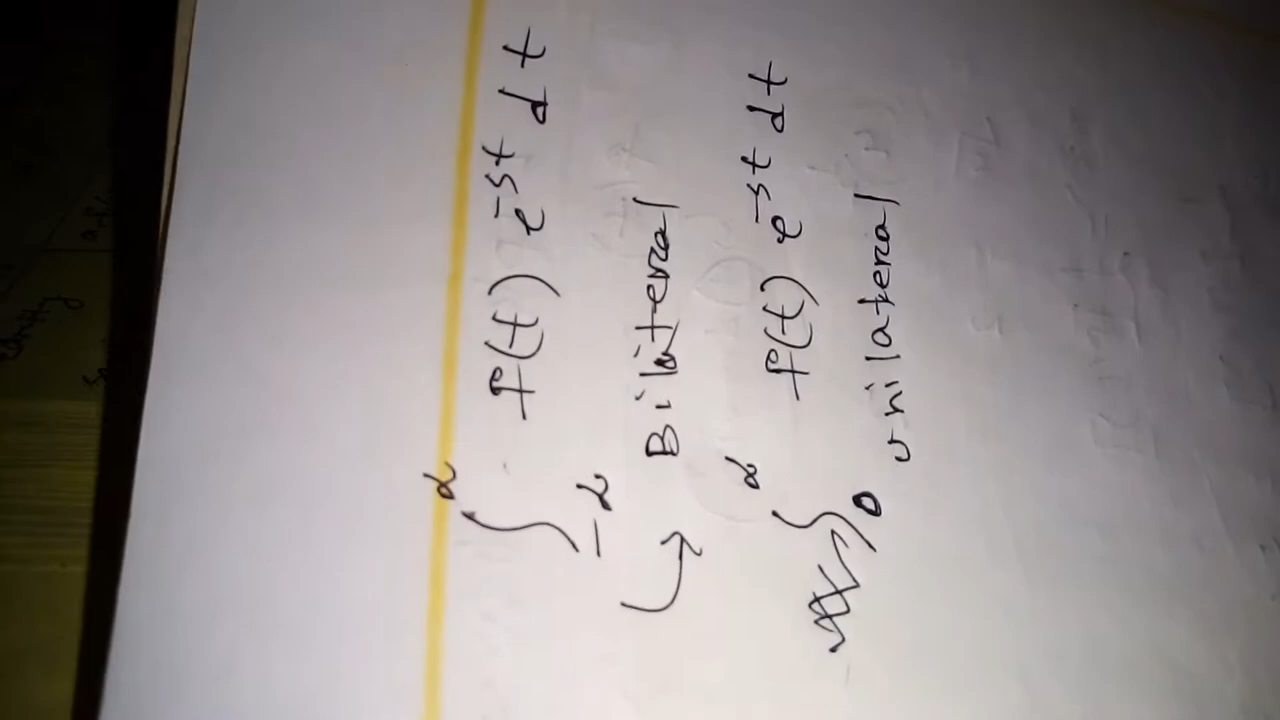 ∫_{-∞}^{∞} f(t) e^{-st} dt
↳ Bilateral
∫_{0}^{∞} f(t) e^{-st} dt
unilateral